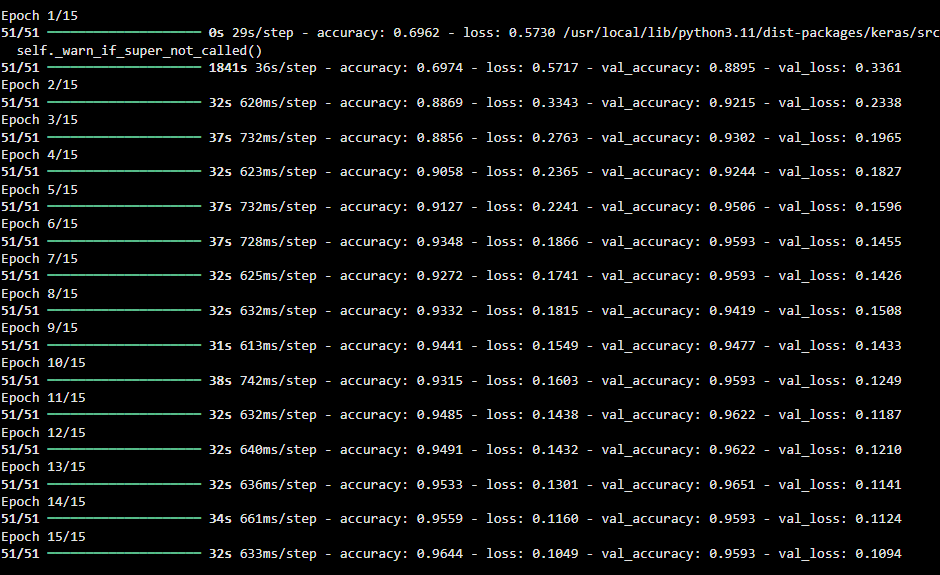 Epoch 1/15
51/51 ━━━━━━━━━━━━━━━━━━━━ 0s 29s/step - accuracy: 0.6962 - loss: 0.5730 /usr/local/lib/python3.11/dist-packages/keras/src
self._warn_if_super_not_called()
51/51 ━━━━━━━━━━━━━━━━━━━━ 1841s 36s/step - accuracy: 0.6974 - loss: 0.5717 - val_accuracy: 0.8895 - val_loss: 0.3361
Epoch 2/15
51/51 ━━━━━━━━━━━━━━━━━━━━ 32s 620ms/step - accuracy: 0.8869 - loss: 0.3343 - val_accuracy: 0.9215 - val_loss: 0.2338
Epoch 3/15
51/51 ━━━━━━━━━━━━━━━━━━━━ 37s 732ms/step - accuracy: 0.8856 - loss: 0.2763 - val_accuracy: 0.9302 - val_loss: 0.1965
Epoch 4/15
51/51 ━━━━━━━━━━━━━━━━━━━━ 32s 623ms/step - accuracy: 0.9058 - loss: 0.2365 - val_accuracy: 0.9244 - val_loss: 0.1827
Epoch 5/15
51/51 ━━━━━━━━━━━━━━━━━━━━ 37s 732ms/step - accuracy: 0.9127 - loss: 0.2241 - val_accuracy: 0.9506 - val_loss: 0.1596
Epoch 6/15
51/51 ━━━━━━━━━━━━━━━━━━━━ 37s 728ms/step - accuracy: 0.9348 - loss: 0.1866 - val_accuracy: 0.9593 - val_loss: 0.1455
Epoch 7/15
51/51 ━━━━━━━━━━━━━━━━━━━━ 32s 625ms/step - accuracy: 0.9272 - loss: 0.1741 - val_accuracy: 0.9593 - val_loss: 0.1426
Epoch 8/15
51/51 ━━━━━━━━━━━━━━━━━━━━ 32s 632ms/step - accuracy: 0.9332 - loss: 0.1815 - val_accuracy: 0.9419 - val_loss: 0.1508
Epoch 9/15
51/51 ━━━━━━━━━━━━━━━━━━━━ 31s 613ms/step - accuracy: 0.9441 - loss: 0.1549 - val_accuracy: 0.9477 - val_loss: 0.1433
Epoch 10/15
51/51 ━━━━━━━━━━━━━━━━━━━━ 38s 742ms/step - accuracy: 0.9315 - loss: 0.1603 - val_accuracy: 0.9593 - val_loss: 0.1249
Epoch 11/15
51/51 ━━━━━━━━━━━━━━━━━━━━ 32s 632ms/step - accuracy: 0.9485 - loss: 0.1438 - val_accuracy: 0.9622 - val_loss: 0.1187
Epoch 12/15
51/51 ━━━━━━━━━━━━━━━━━━━━ 32s 640ms/step - accuracy: 0.9491 - loss: 0.1432 - val_accuracy: 0.9622 - val_loss: 0.1210
Epoch 13/15
51/51 ━━━━━━━━━━━━━━━━━━━━ 32s 636ms/step - accuracy: 0.9533 - loss: 0.1301 - val_accuracy: 0.9651 - val_loss: 0.1141
Epoch 14/15
51/51 ━━━━━━━━━━━━━━━━━━━━ 34s 661ms/step - accuracy: 0.9559 - loss: 0.1160 - val_accuracy: 0.9593 - val_loss: 0.1124
Epoch 15/15
51/51 ━━━━━━━━━━━━━━━━━━━━ 32s 633ms/step - accuracy: 0.9644 - loss: 0.1049 - val_accuracy: 0.9593 - val_loss: 0.1094